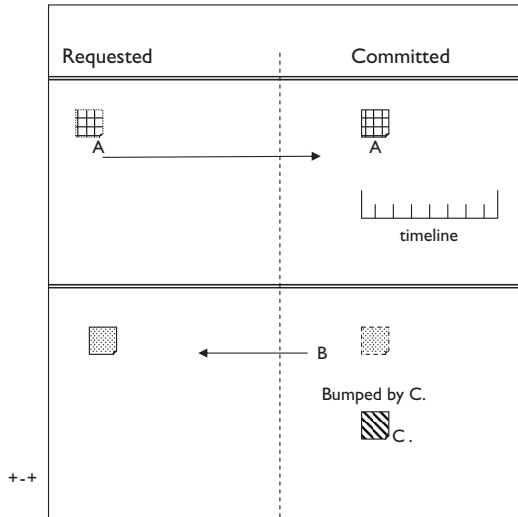 Requested Committed
A A
timeline
B
Bumped by C.
C .
+-+